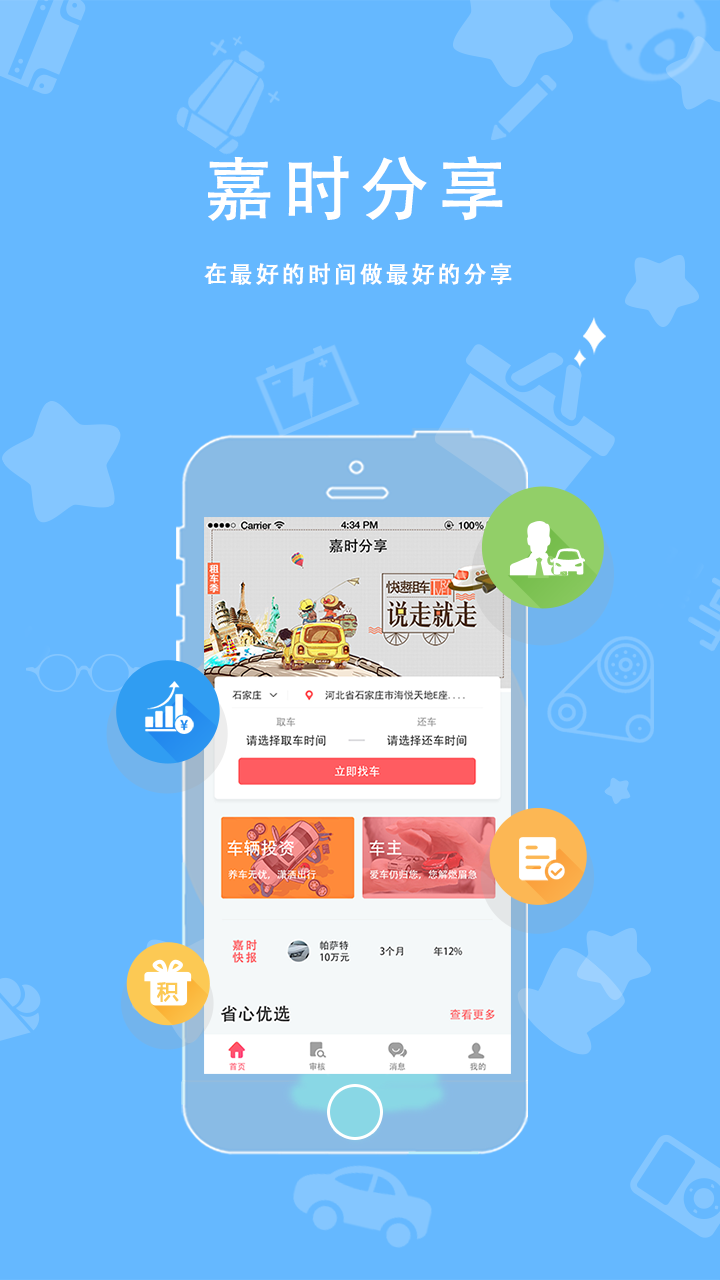 嘉时分享
在最好的时间做最好的分享
Carrier 4:34 PM 100%
嘉时分享
租车季
快速租车
说走就走
石家庄 河北省石家庄市海悦天地E座....
取车 还车
请选择取车时间 请选择还车时间
立即找车
¥
车辆投资 车主
养车无忧，潇洒出行 爱车仍归您，您解燃眉急
嘉时快报 帕萨特 10万元 3个月 年12%
积
省心优选 查看更多
首页 审核 消息 我的